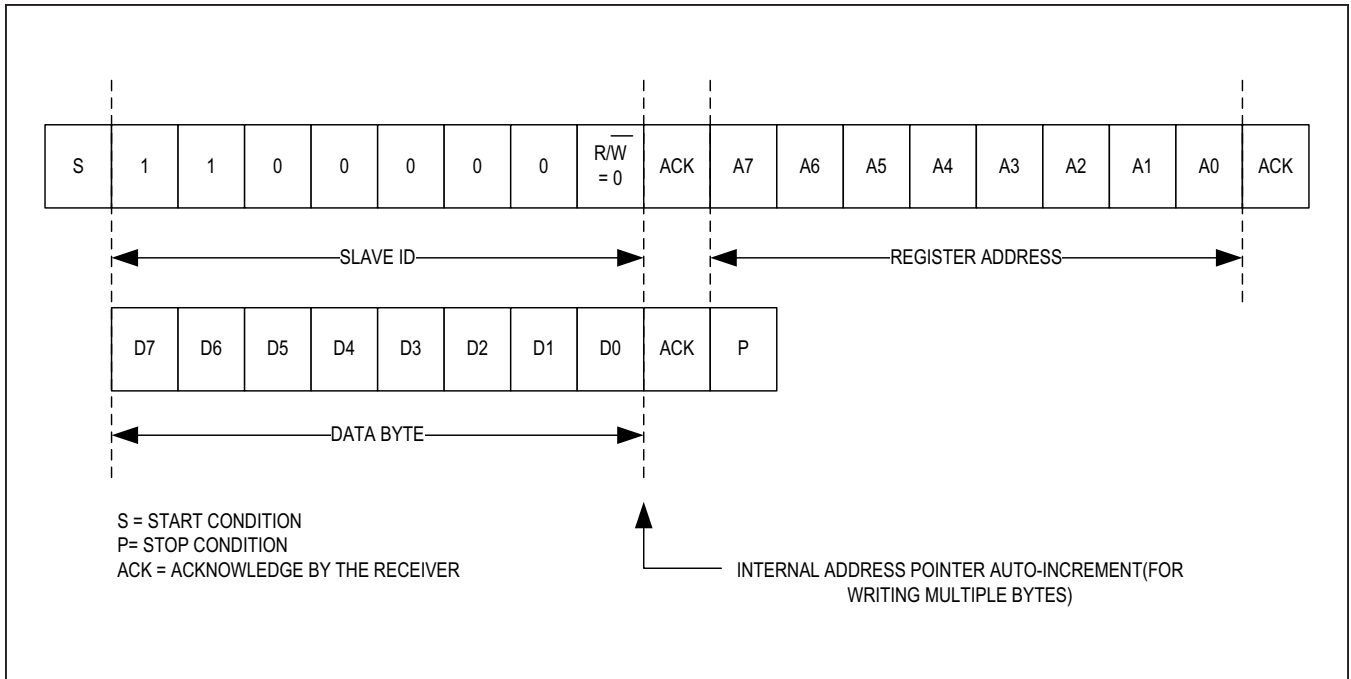 S 1 1 0 0 0 0 0 R/W̅ = 0 ACK A7 A6 A5 A4 A3 A2 A1 A0 ACK
SLAVE ID REGISTER ADDRESS
D7 D6 D5 D4 D3 D2 D1 D0 ACK P
DATA BYTE
S = START CONDITION
P= STOP CONDITION
ACK = ACKNOWLEDGE BY THE RECEIVER
INTERNAL ADDRESS POINTER AUTO-INCREMENT(FOR
WRITING MULTIPLE BYTES)